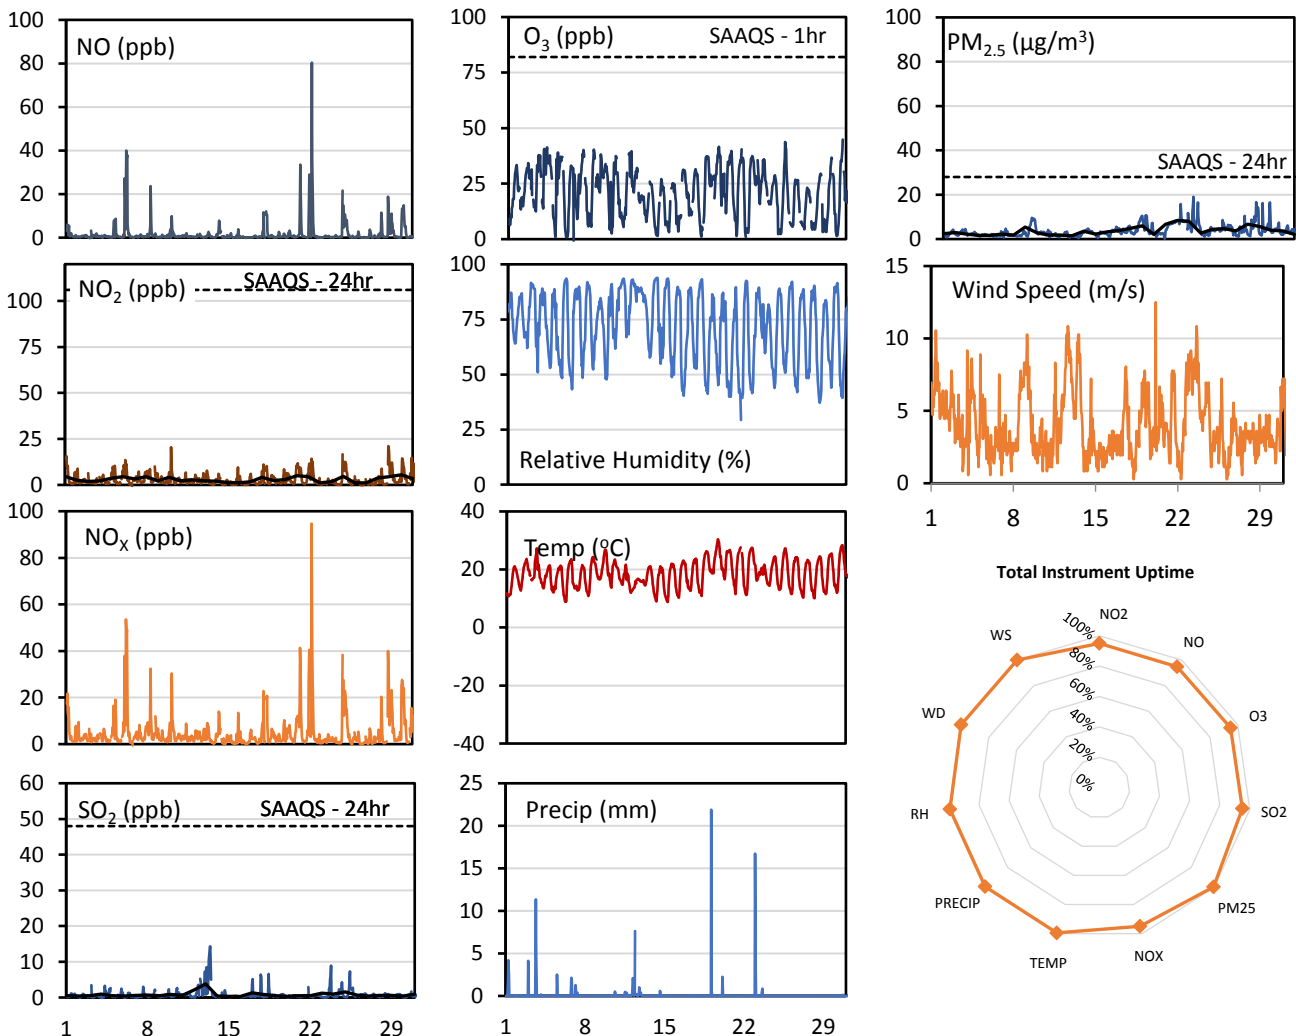 NO (ppb)
100
80
60
40
20
0
O3 (ppb)
SAAQS - 1hr
100
75
50
25
0
PM2.5 (µg/m3)
SAAQS - 24hr
100
80
60
40
20
0
NO2 (ppb)
SAAQS - 24hr
100
75
50
25
0
Relative Humidity (%)
100
75
50
25
0
Wind Speed (m/s)
15
10
5
0
1 8 15 22 29
NOX (ppb)
100
80
60
40
20
0
Temp (oC)
40
20
0
-20
-40
Total Instrument Uptime
NO2
NO
O3
SO2
PM25
NOX
TEMP
PRECIP
RH
WD
WS
100%
80%
60%
40%
20%
0%
SO2 (ppb)
SAAQS - 24hr
60
50
40
30
20
10
0
1 8 15 22 29
Precip (mm)
25
20
15
10
5
0
1 8 15 22 29